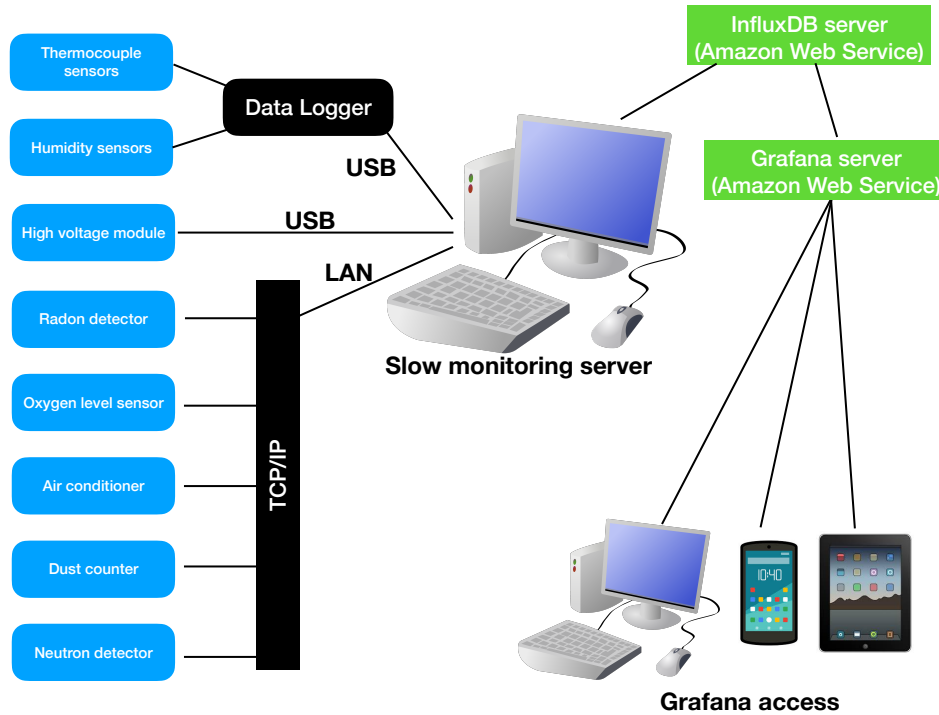 Thermocouple
sensors
Humidity sensors
High voltage module
Radon detector
Oxygen level sensor
Air conditioner
Dust counter
Neutron detector
Data Logger
USB
USB
LAN
TCP/IP
Slow monitoring server
InfluxDB server
(Amazon Web Service)
Grafana server
(Amazon Web Service)
10:40
Grafana access